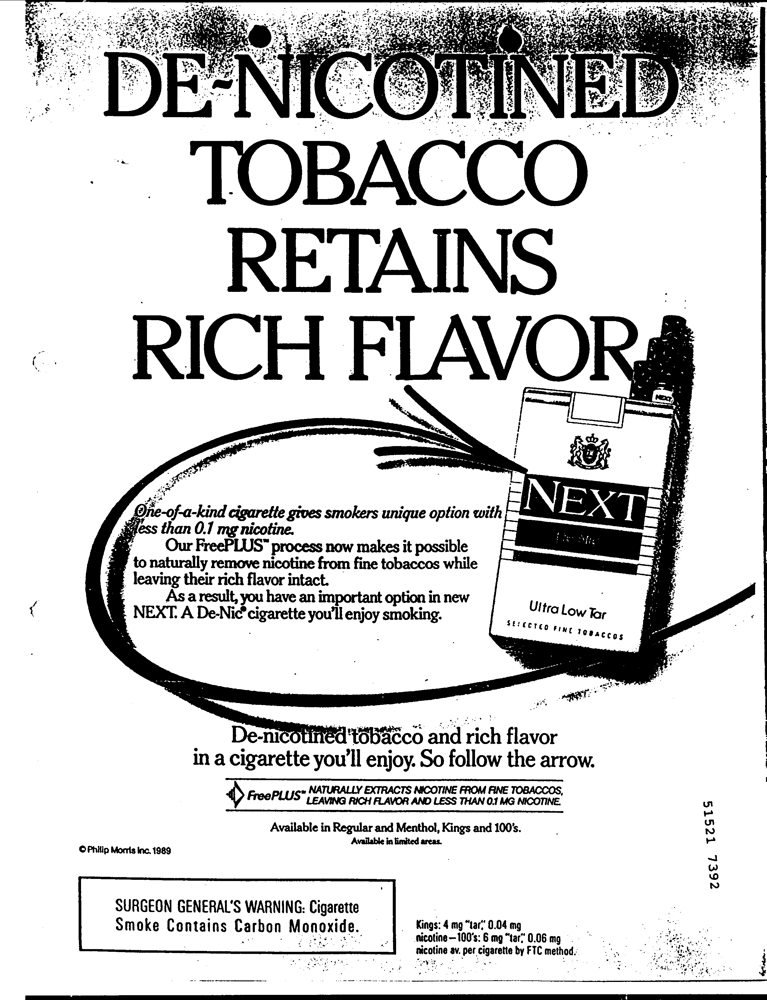 DE-NICOTINED
TOBACCO
RETAINS
RICH FLAVOR
NEXT
NEXT
De-Nic
Ultra Low Tar
SELECTED FINE TOBACCOS
One-of-a-kind cigarette gives smokers unique option with
less than 0.1 mg nicotine.
Our FreePLUS™ process now makes it possible
to naturally remove nicotine from fine tobaccos while
leaving their rich flavor intact.
As a result, you have an important option in new
NEXT. A De-Nic® cigarette you'll enjoy smoking.
De-nicotined tobacco and rich flavor
in a cigarette you'll enjoy. So follow the arrow.
FreePLUS™ NATURALLY EXTRACTS NICOTINE FROM FINE TOBACCOS,
LEAVING RICH FLAVOR AND LESS THAN 0.1 MG NICOTINE.
Available in Regular and Menthol, Kings and 100's.
Available in limited areas.
© Philip Morris Inc. 1989
51521 7392
SURGEON GENERAL'S WARNING: Cigarette
Smoke Contains Carbon Monoxide.
Kings: 4 mg "tar," 0.04 mg
nicotine—100's: 6 mg "tar," 0.06 mg
nicotine av. per cigarette by FTC method.